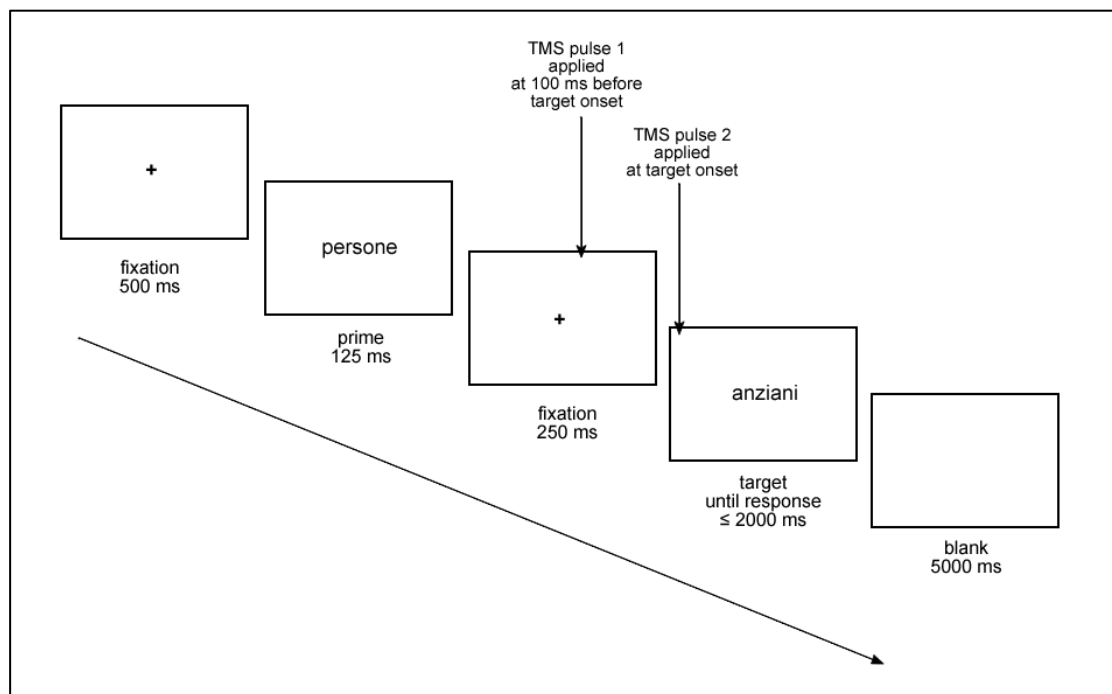 TMS pulse 1
applied
at 100 ms before
target onset
TMS pulse 2
applied
at target onset
+
fixation
500 ms
persone
prime
125 ms
+
fixation
250 ms
anziani
target
until response
≤ 2000 ms
blank
5000 ms